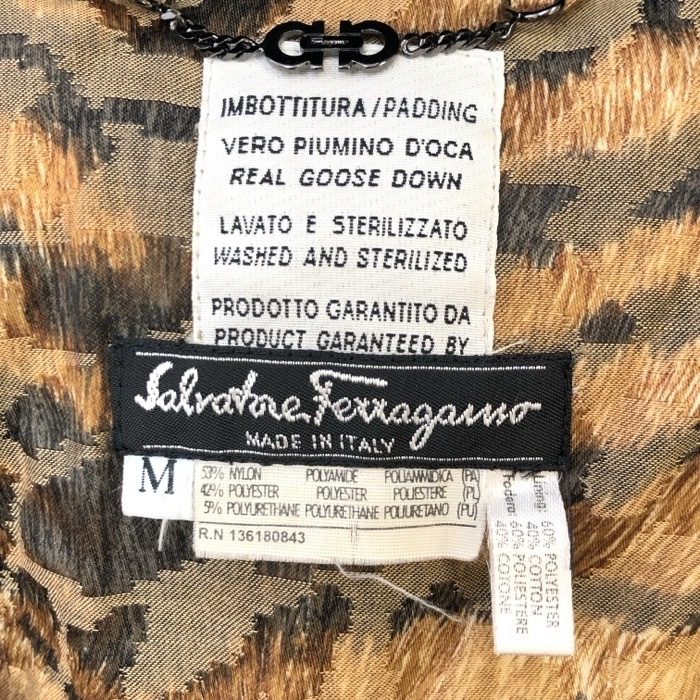 IMBOTTITURA/PADDING
VERO PIUMINO D'OCA
REAL GOOSE DOWN
LAVATO E STERILIZZATO
WASHED AND STERILIZED
PRODOTTO GARANTITO DA
PRODUCT GARANTEED BY
Salvatore Ferragamo
MADE IN ITALY
M
53% NYLON POLYAMIDE POLIAMMIDICA (PA)
42% POLYESTER POLYESTER POLIESTERE (PL)
5% POLYURETHANE POLYURETHANE POLIURETANO (PU)
R.N 136180843
Lining: 60% POLYESTER
40% COTTON
Fodera: 60% POLIESTERE
40% COTONE